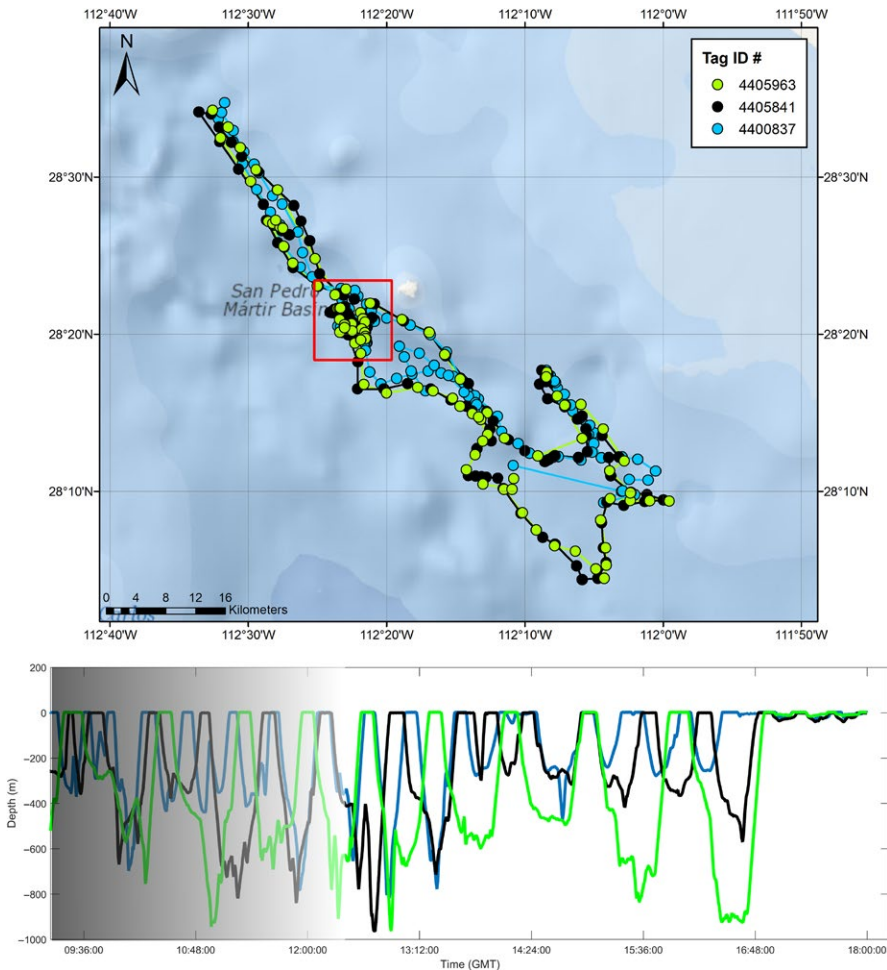 112°40'W 112°30'W 112°20'W 112°10'W 112°0'W 111°50'W
N
Tag ID #
4405963
4405841
4400837
28°30'N 28°30'N
San Pedro
Mártir Basin
28°20'N 28°20'N
28°10'N 28°10'N
0 4 8 12 16
Kilometers
112°40'W 112°30'W 112°20'W 112°10'W 112°0'W 111°50'W
200
0
−200
−400
−600
−800
−1000
Depth (m)
09:36:00 10:48:00 12:00:00 13:12:00 14:24:00 15:36:00 16:48:00 18:00:00
Time (GMT)